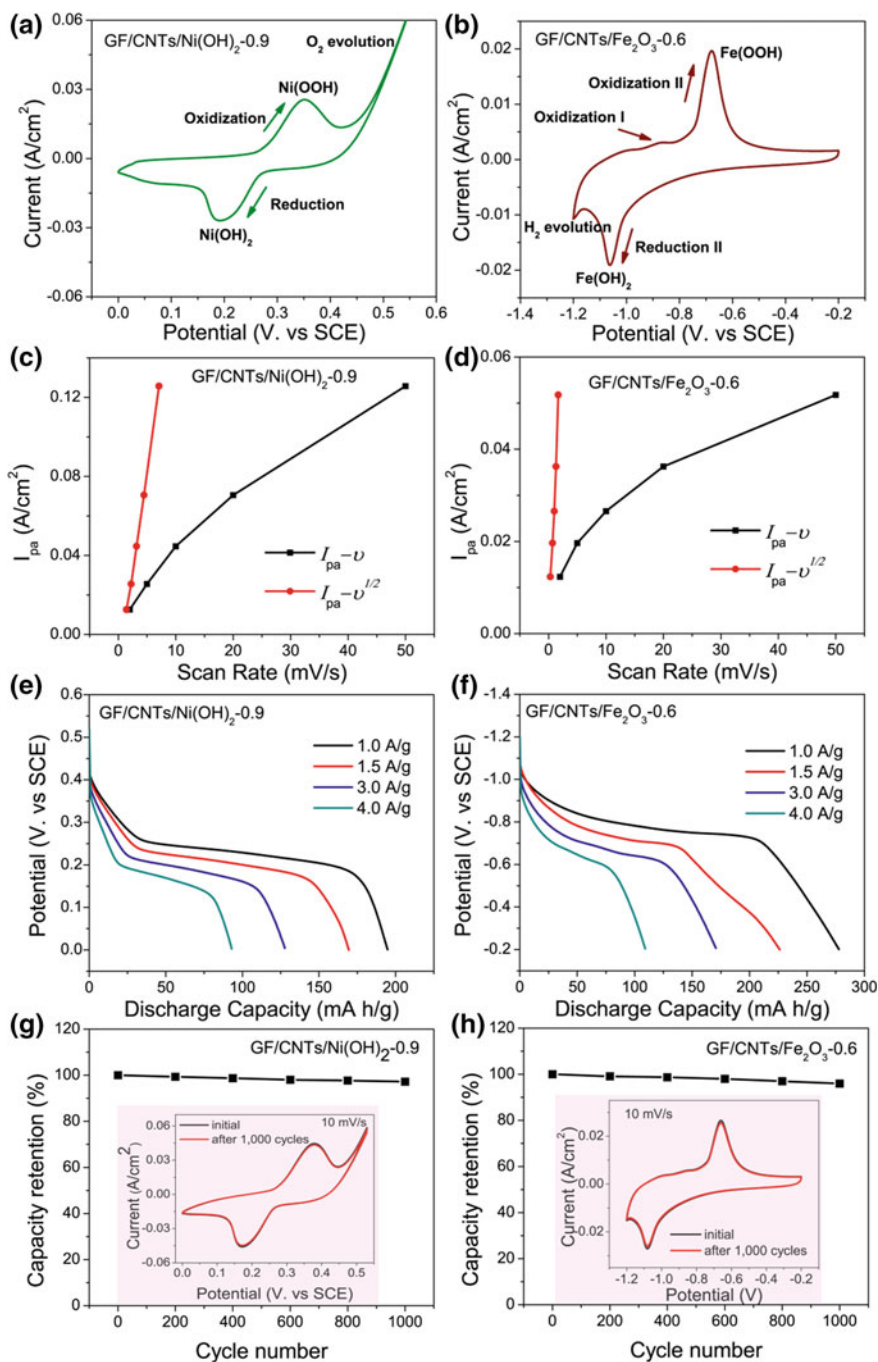 (a)
GF/CNTs/Ni(OH)₂-0.9
O₂ evolution
Ni(OOH)
Oxidization
Reduction
Ni(OH)₂
Current (A/cm²)
0.06
0.03
0.00
-0.03
-0.06
0.0 0.1 0.2 0.3 0.4 0.5 0.6
Potential (V. vs SCE)
(b)
GF/CNTs/Fe₂O₃-0.6
Fe(OOH)
Oxidization II
Oxidization I
H₂ evolution
Reduction II
Fe(OH)₂
Current (A/cm²)
0.02
0.01
0.00
-0.01
-0.02
-1.4 -1.2 -1.0 -0.8 -0.6 -0.4 -0.2
Potential (V. vs SCE)
(c)
GF/CNTs/Ni(OH)₂-0.9
I_pa (A/cm²)
0.12
0.08
0.04
0.00
I_pa–υ
I_pa–υ^1/2
0 10 20 30 40 50
Scan Rate (mV/s)
(d)
GF/CNTs/Fe₂O₃-0.6
I_pa (A/cm²)
0.06
0.04
0.02
0.00
I_pa–υ
I_pa–υ^1/2
0 10 20 30 40 50
Scan Rate (mV/s)
(e)
GF/CNTs/Ni(OH)₂-0.9
1.0 A/g
1.5 A/g
3.0 A/g
4.0 A/g
Potential (V. vs SCE)
0.6
0.5
0.4
0.3
0.2
0.1
0.0
0 50 100 150 200
Discharge Capacity (mA h/g)
(f)
GF/CNTs/Fe₂O₃-0.6
1.0 A/g
1.5 A/g
3.0 A/g
4.0 A/g
Potential (V. vs SCE)
-1.4
-1.2
-1.0
-0.8
-0.6
-0.4
-0.2
0 50 100 150 200 250 300
Discharge Capacity (mA h/g)
(g)
GF/CNTs/Ni(OH)₂-0.9
Capacity retention (%)
120
100
80
60
40
20
0
10 mV/s
initial
after 1,000 cycles
Current (A/cm²
0.06
0.03
0.00
-0.03
-0.06
0.0 0.1 0.2 0.3 0.4 0.5
Potential (V. vs SCE)
0 200 400 600 800 1000
Cycle number
(h)
GF/CNTs/Fe₂O₃-0.6
Capacity retention (%)
120
100
80
60
40
20
0
10 mV/s
initial
after 1,000 cycles
Current (A/cm²)
0.02
0.00
-0.02
-1.2 -1.0 -0.8 -0.6 -0.4 -0.2
Potential (V)
0 200 400 600 800 1000
Cycle number